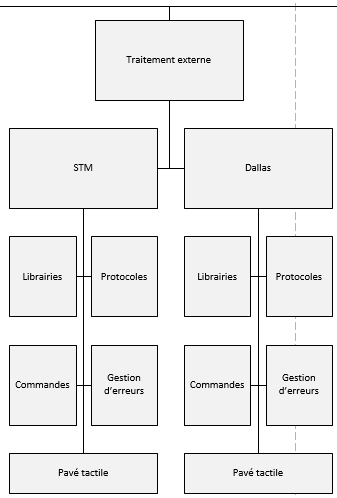 Traitement externe
STM
Dallas
Librairies
Protocoles
Librairies
Protocoles
Commandes
Gestion
d'erreurs
Commandes
Gestion
d'erreurs
Pavé tactile
Pavé tactile